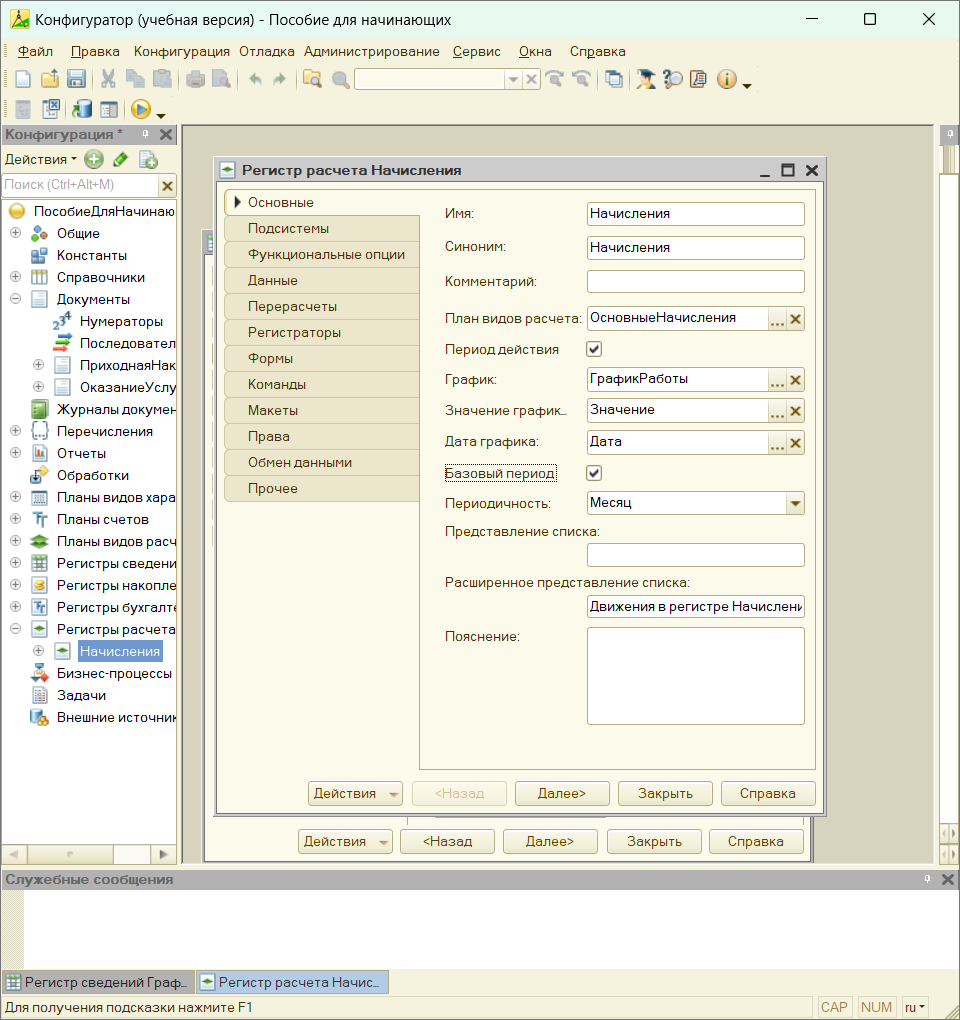 Конфигуратор (учебная версия) - Пособие для начинающих
Файл Правка Конфигурация Отладка Администрирование Сервис Окна Справка
Конфигурация *
Действия
Поиск (Ctrl+Alt+M)
ПособиеДляНачинаю
Общие
Константы
Справочники
Документы
Нумераторы
Последовател
ПриходнаяНак
ОказаниеУслу
Журналы докумен
Перечисления
Отчеты
Обработки
Планы видов хара
Планы счетов
Планы видов расч
Регистры сведени
Регистры накопле
Регистры бухгалте
Регистры расчета
Начисления
Бизнес-процессы
Задачи
Внешние источник
Регистр расчета Начисления
Основные
Подсистемы
Функциональные опции
Данные
Перерасчеты
Регистраторы
Формы
Команды
Макеты
Права
Обмен данными
Прочее
Имя: Начисления
Синоним: Начисления
Комментарий:
План видов расчета: ОсновныеНачисления ...
Период действия
График: ГрафикРаботы ...
Значение график... Значение ...
Дата графика: Дата ...
Базовый период
Периодичность: Месяц
Представление списка:
Расширенное представление списка:
Движения в регистре Начислени
Пояснение:
Действия <Назад Далее> Закрыть Справка
Действия <Назад Далее> Закрыть Справка
Служебные сообщения
Регистр сведений Граф... Регистр расчета Начис...
Для получения подсказки нажмите F1 CAP NUM ru